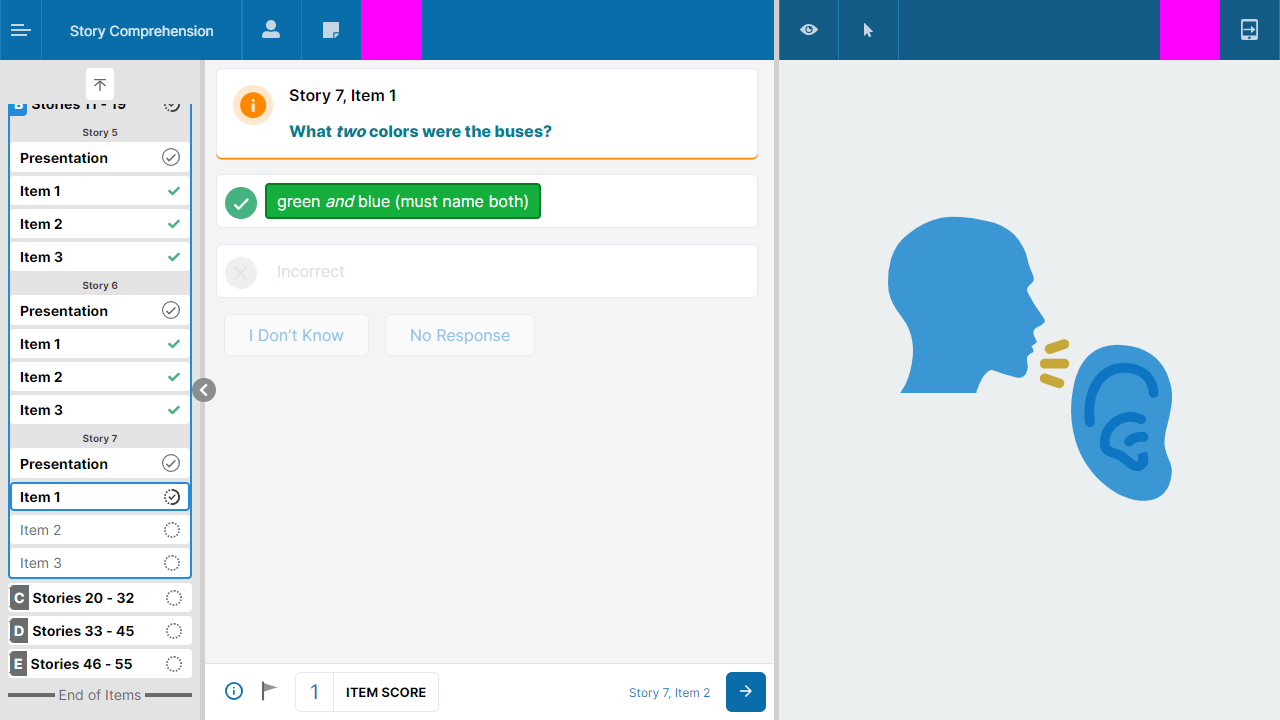 Story Comprehension
B Stories 11 - 19
Story 5
Presentation
Item 1
Item 2
Item 3
Story 6
Presentation
Item 1
Item 2
Item 3
Story 7
Presentation
Item 1
Item 2
Item 3
C Stories 20 - 32
D Stories 33 - 45
E Stories 46 - 55
End of Items
Story 7, Item 1
What two colors were the buses?
green and blue (must name both)
Incorrect
I Don't Know No Response
1 ITEM SCORE
Story 7, Item 2